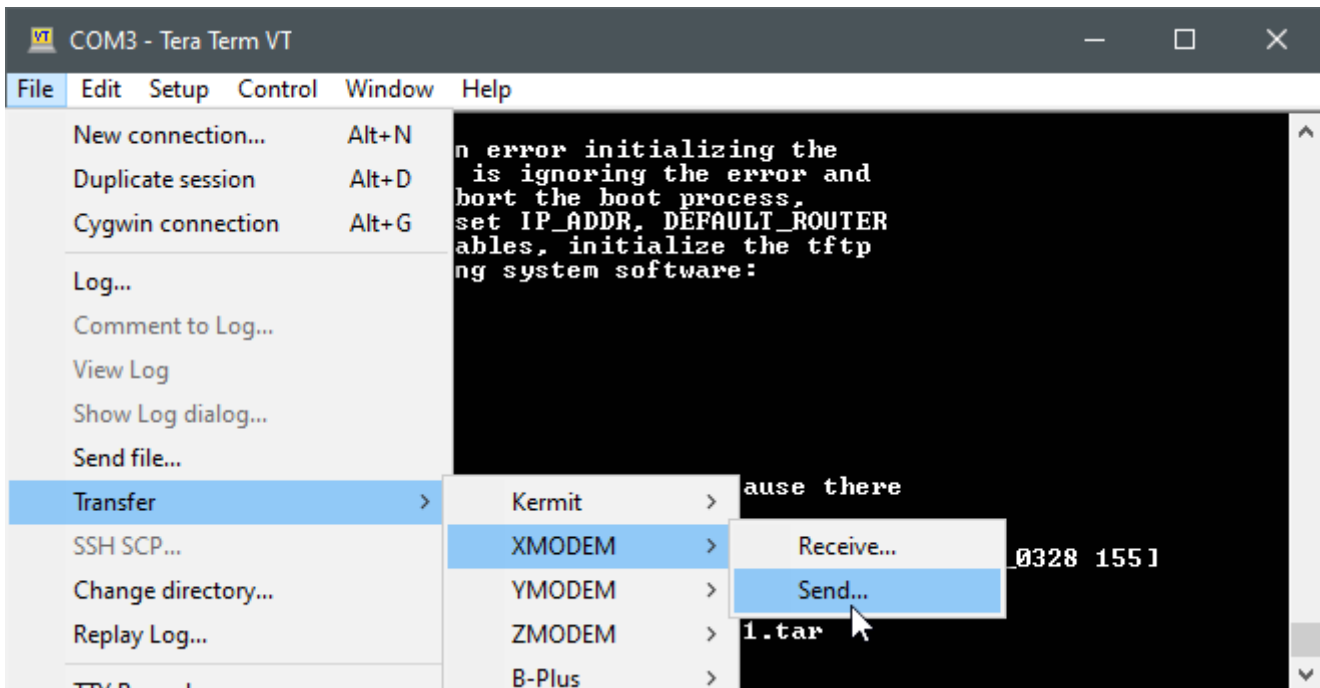 COM3 - Tera Term VT
File Edit Setup Control Window Help
New connection... Alt+N
Duplicate session Alt+D
Cygwin connection Alt+G
Log...
Comment to Log...
View Log
Show Log dialog...
Send file...
Transfer
SSH SCP...
Change directory...
Replay Log...
Kermit
XMODEM
YMODEM
ZMODEM
B-Plus
Receive...
Send...
n error initializing the
is ignoring the error and
bort the boot process,
set IP_ADDR, DEFAULT_ROUTER
ables, initialize the tftp
ng system software:
ause there
_0328 155]
1.tar